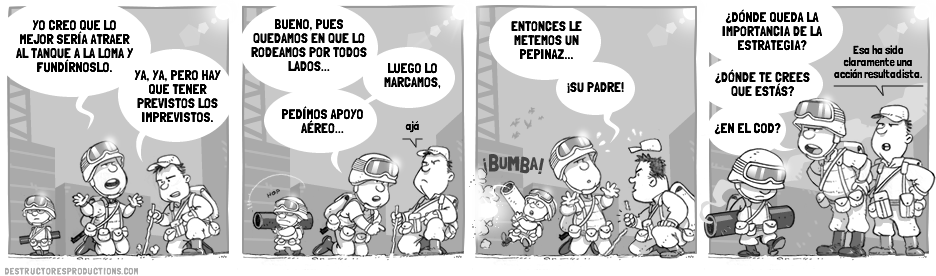 YO CREO QUE LO
MEJOR SERÍA ATRAER
AL TANQUE A LA LOMA Y
FUNDÍRNOSLO.
YA, YA, PERO HAY
QUE TENER
PREVISTOS LOS
IMPREVISTOS.
BUENO, PUES
QUEDAMOS EN QUE LO
RODEAMOS POR TODOS
LADOS...
LUEGO LO
MARCAMOS,
PEDÍMOS APOYO
AÉREO...
ajá
HOP
ENTONCES LE
METEMOS UN
PEPINAZ...
¡SU PADRE!
¡BUMBA!
¿DÓNDE QUEDA LA
IMPORTANCIA DE LA
ESTRATEGIA?
Esa ha sido
claramente una
acción resultadista.
¿DÓNDE TE CREES
QUE ESTÁS?
¿EN EL COD?
DESTRUCTORESPRODUCTIONS.COM